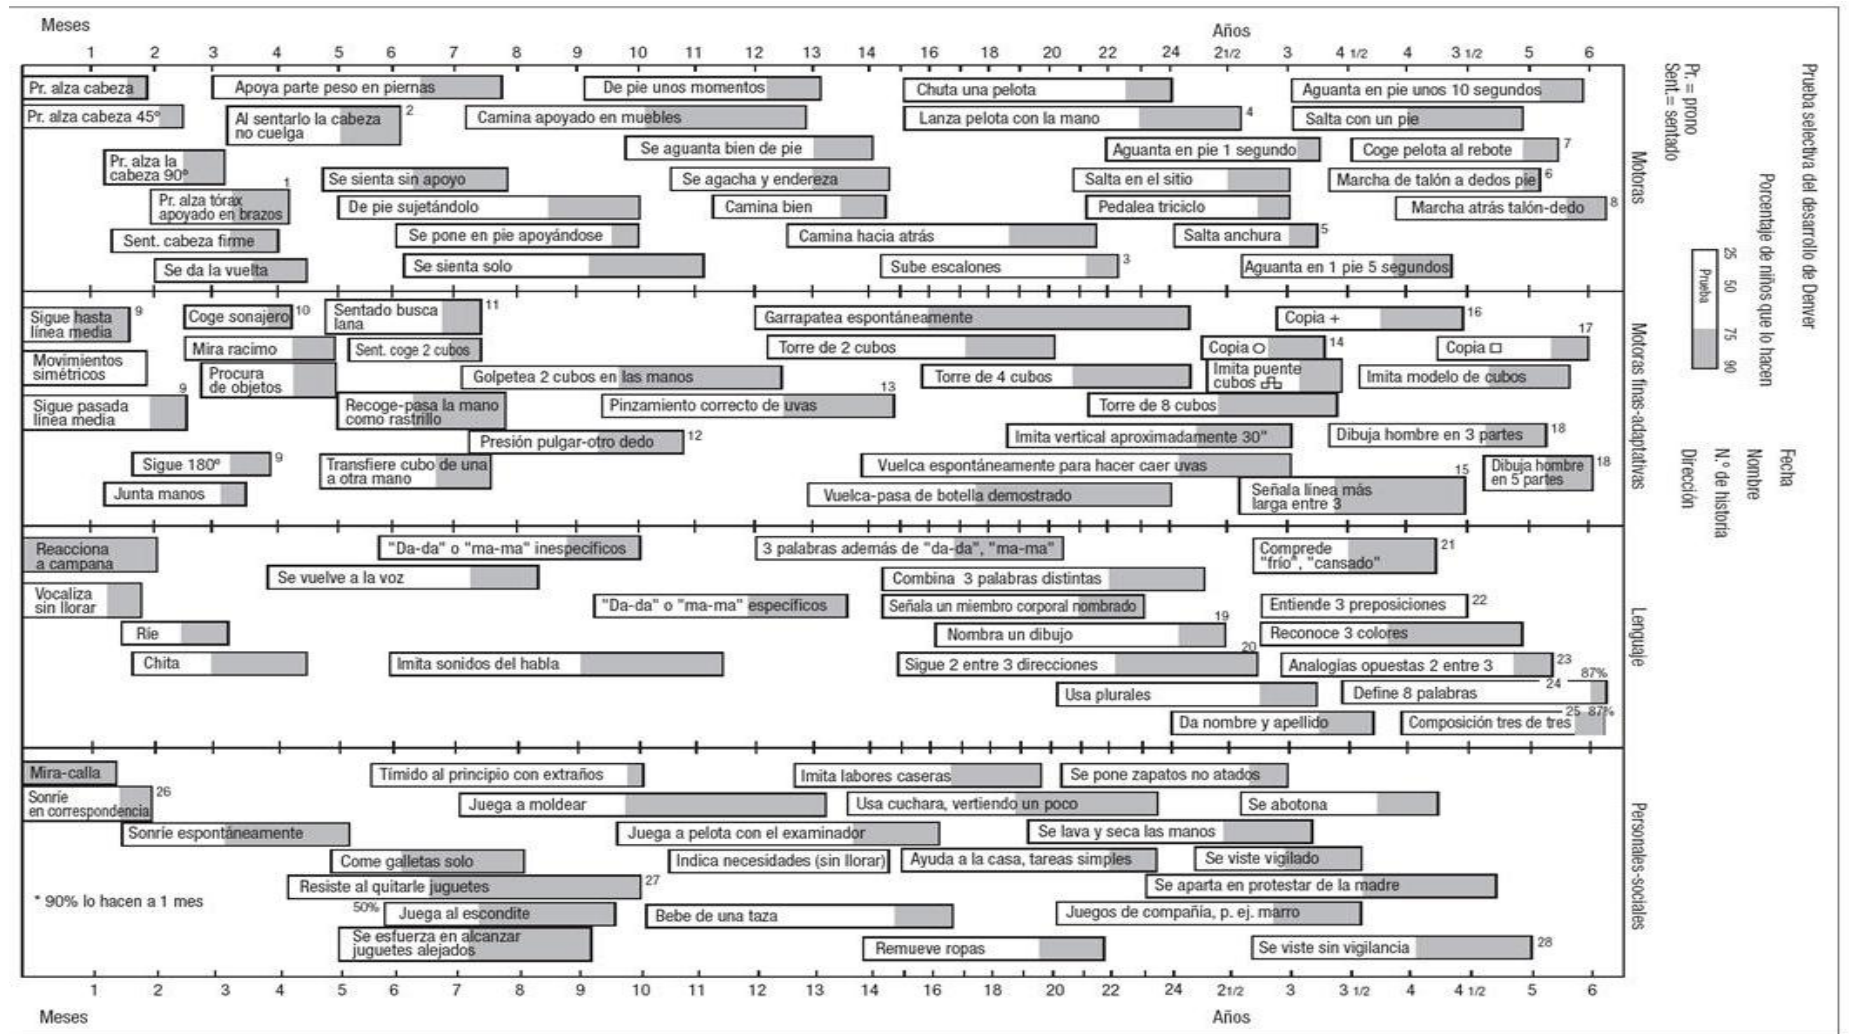 Meses
Años
1 2 3 4 5 6 7 8 9 10 11 12 13 14 16 18 20 22 24 2 1/2 3 4 1/2 4 3 1/2 5 6
Pr. alza cabeza
Apoya parte peso en piernas
De pie unos momentos
Chuta una pelota
Aguanta en pie unos 10 segundos
Pr. alza cabeza 45º
Al sentarlo la cabeza
no cuelga
2
Camina apoyado en muebles
Lanza pelota con la mano
4
Salta con un pie
Se aguanta bien de pie
Aguanta en pie 1 segundo
Coge pelota al rebote
7
Pr. alza la
cabeza 90º
Se sienta sin apoyo
Se agacha y endereza
Salta en el sitio
Marcha de talón a dedos pie
6
Pr. alza tórax
apoyado en brazos
1
De pie sujetándolo
Camina bien
Pedalea triciclo
Marcha atrás talón-dedo
8
Sent. cabeza firme
Se pone en pie apoyándose
Camina hacia atrás
Salta anchura
5
Se da la vuelta
Se sienta solo
Sube escalones
3
Aguanta en 1 pie 5 segundos
Motoras
Sigue hasta
línea media
9
Coge sonajero
10
Sentado busca
lana
11
Garrapatea espontáneamente
Copia +
16
Movimientos
simétricos
Mira racimo
Sent. coge 2 cubos
Torre de 2 cubos
Copia O
14
Copia □
17
Procura
de objetos
Golpetea 2 cubos en las manos
Torre de 4 cubos
Imita puente
cubos
Imita modelo de cubos
Sigue pasada
línea media
9
Recoge-pasa la mano
como rastrillo
Pinzamiento correcto de uvas
13
Torre de 8 cubos
Presión pulgar-otro dedo
12
Imita vertical aproximadamente 30"
Dibuja hombre en 3 partes
18
Sigue 180º
9
Transfiere cubo de una
a otra mano
Vuelca espontáneamente para hacer caer uvas
Dibuja hombre
en 5 partes
18
Junta manos
Vuelca-pasa de botella demostrado
Señala línea más
larga entre 3
15
Motoras finas-adaptativas
Reacciona
a campana
"Da-da" o "ma-ma" inespecíficos
3 palabras además de "da-da", "ma-ma"
Comprede
"frío", "cansado"
21
Se vuelve a la voz
Combina 3 palabras distintas
Vocaliza
sin llorar
"Da-da" o "ma-ma" específicos
Señala un miembro corporal nombrado
Entiende 3 preposiciones
22
Ríe
Nombra un dibujo
19
Reconoce 3 colores
Chita
Imita sonidos del habla
Sigue 2 entre 3 direcciones
20
Analogías opuestas 2 entre 3
23
Usa plurales
Define 8 palabras
24
87%
Da nombre y apellido
Composición tres de tres
25 87%
Lenguaje
Mira-calla
Tímido al principio con extraños
Imita labores caseras
Se pone zapatos no atados
Sonríe
en correspondencia
26
Juega a moldear
Usa cuchara, vertiendo un poco
Se abotona
Sonríe espontáneamente
Juega a pelota con el examinador
Se lava y seca las manos
Come galletas solo
Indica necesidades (sin llorar)
Ayuda a la casa, tareas simples
Se viste vigilado
Resiste al quitarle juguetes
27
Se aparta en protestar de la madre
* 90% lo hacen a 1 mes
50%
Juega al escondite
Bebe de una taza
Juegos de compañía, p. ej. marro
Se esfuerza en alcanzar
juguetes alejados
Remueve ropas
Se viste sin vigilancia
28
Personales-sociales
1 2 3 4 5 6 7 8 9 10 11 12 13 14 16 18 20 22 24 2 1/2 3 3 1/2 4 4 1/2 5 6
Meses
Años
Prueba selectiva del desarrollo de Denver
Porcentaje de niños que lo hacen
25 50 75 90
Prueba
Pr. = prono
Sent.= sentado
Fecha
Nombre
N.º de historia
Dirección